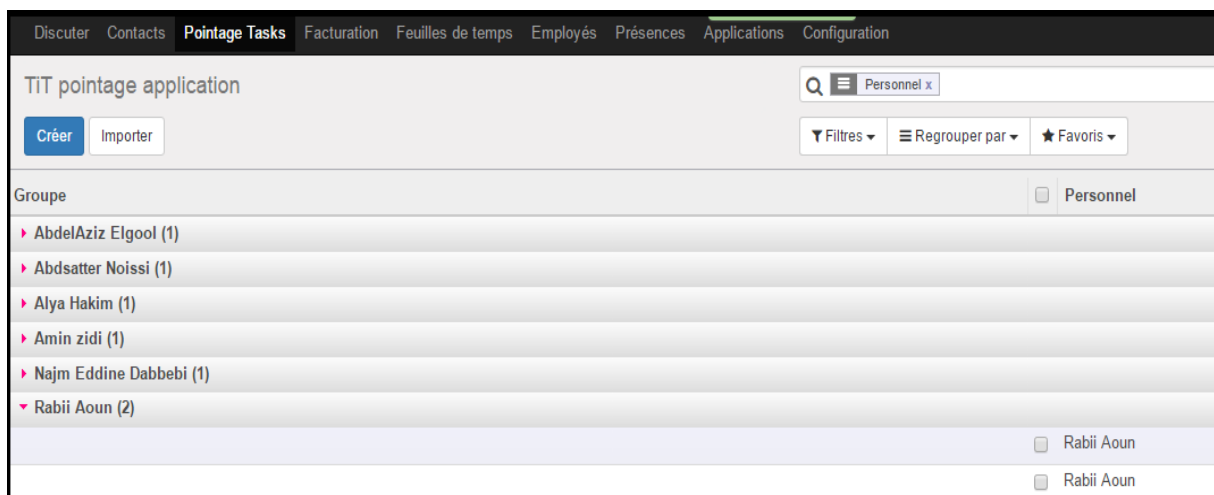 Discuter Contacts Pointage Tasks Facturation Feuilles de temps Employés Présences Applications Configuration
TiT pointage application
Personnel x
Créer Importer
Filtres Regrouper par Favoris
Groupe Personnel
AbdelAziz Elgool (1)
Abdsatter Noissi (1)
Alya Hakim (1)
Amin zidi (1)
Najm Eddine Dabbebi (1)
Rabii Aoun (2)
Rabii Aoun
Rabii Aoun